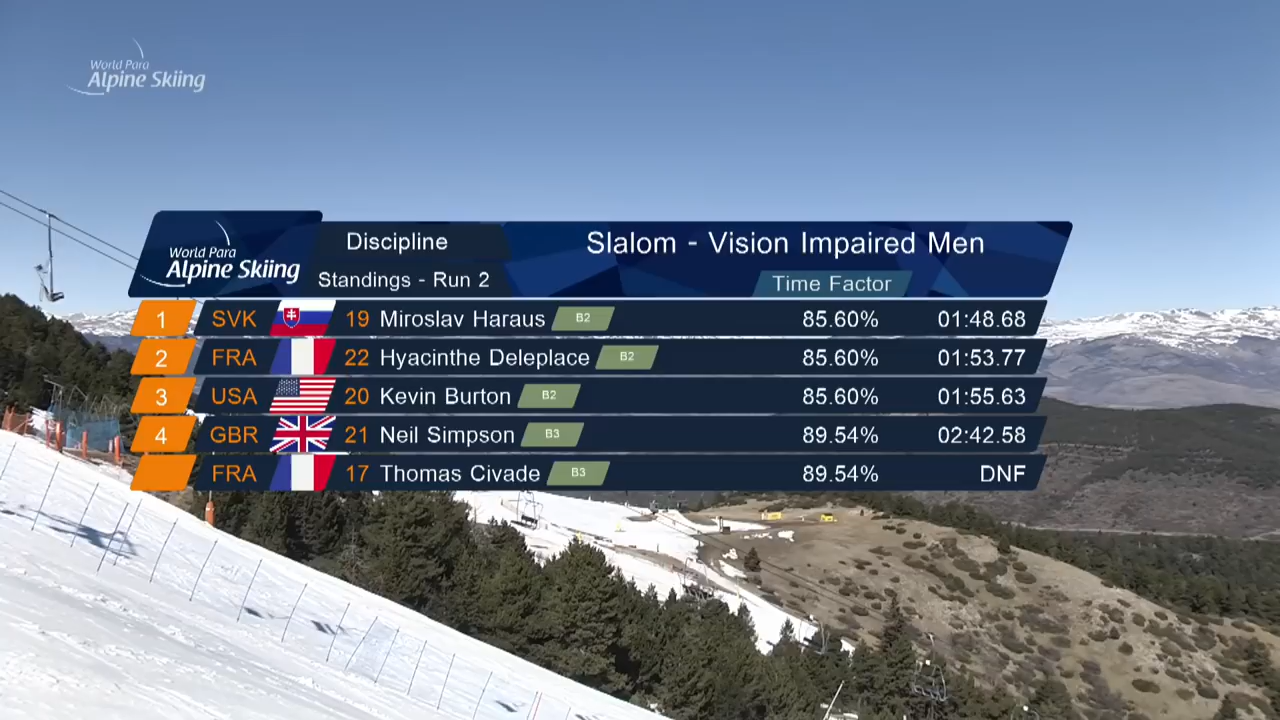 World Para
Alpine Skiing
World Para
Alpine Skiing
Discipline
Slalom - Vision Impaired Men
Standings - Run 2
Time Factor
1 SVK 19 Miroslav Haraus B2 85.60% 01:48.68
2 FRA 22 Hyacinthe Deleplace B2 85.60% 01:53.77
3 USA 20 Kevin Burton B2 85.60% 01:55.63
4 GBR 21 Neil Simpson B3 89.54% 02:42.58
FRA 17 Thomas Civade B3 89.54% DNF